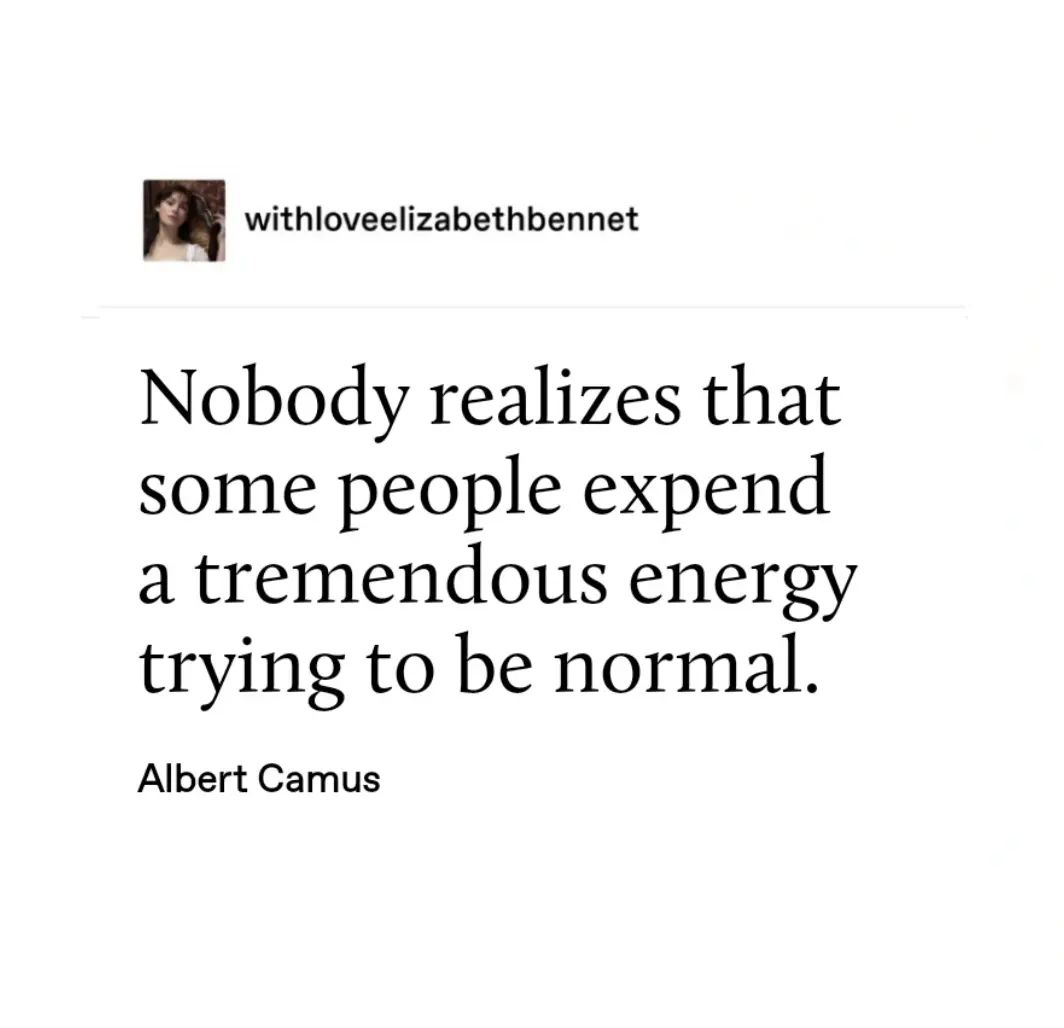 withloveelizabethbennet
Nobody realizes that
some people expend
a tremendous energy
trying to be normal.
Albert Camus